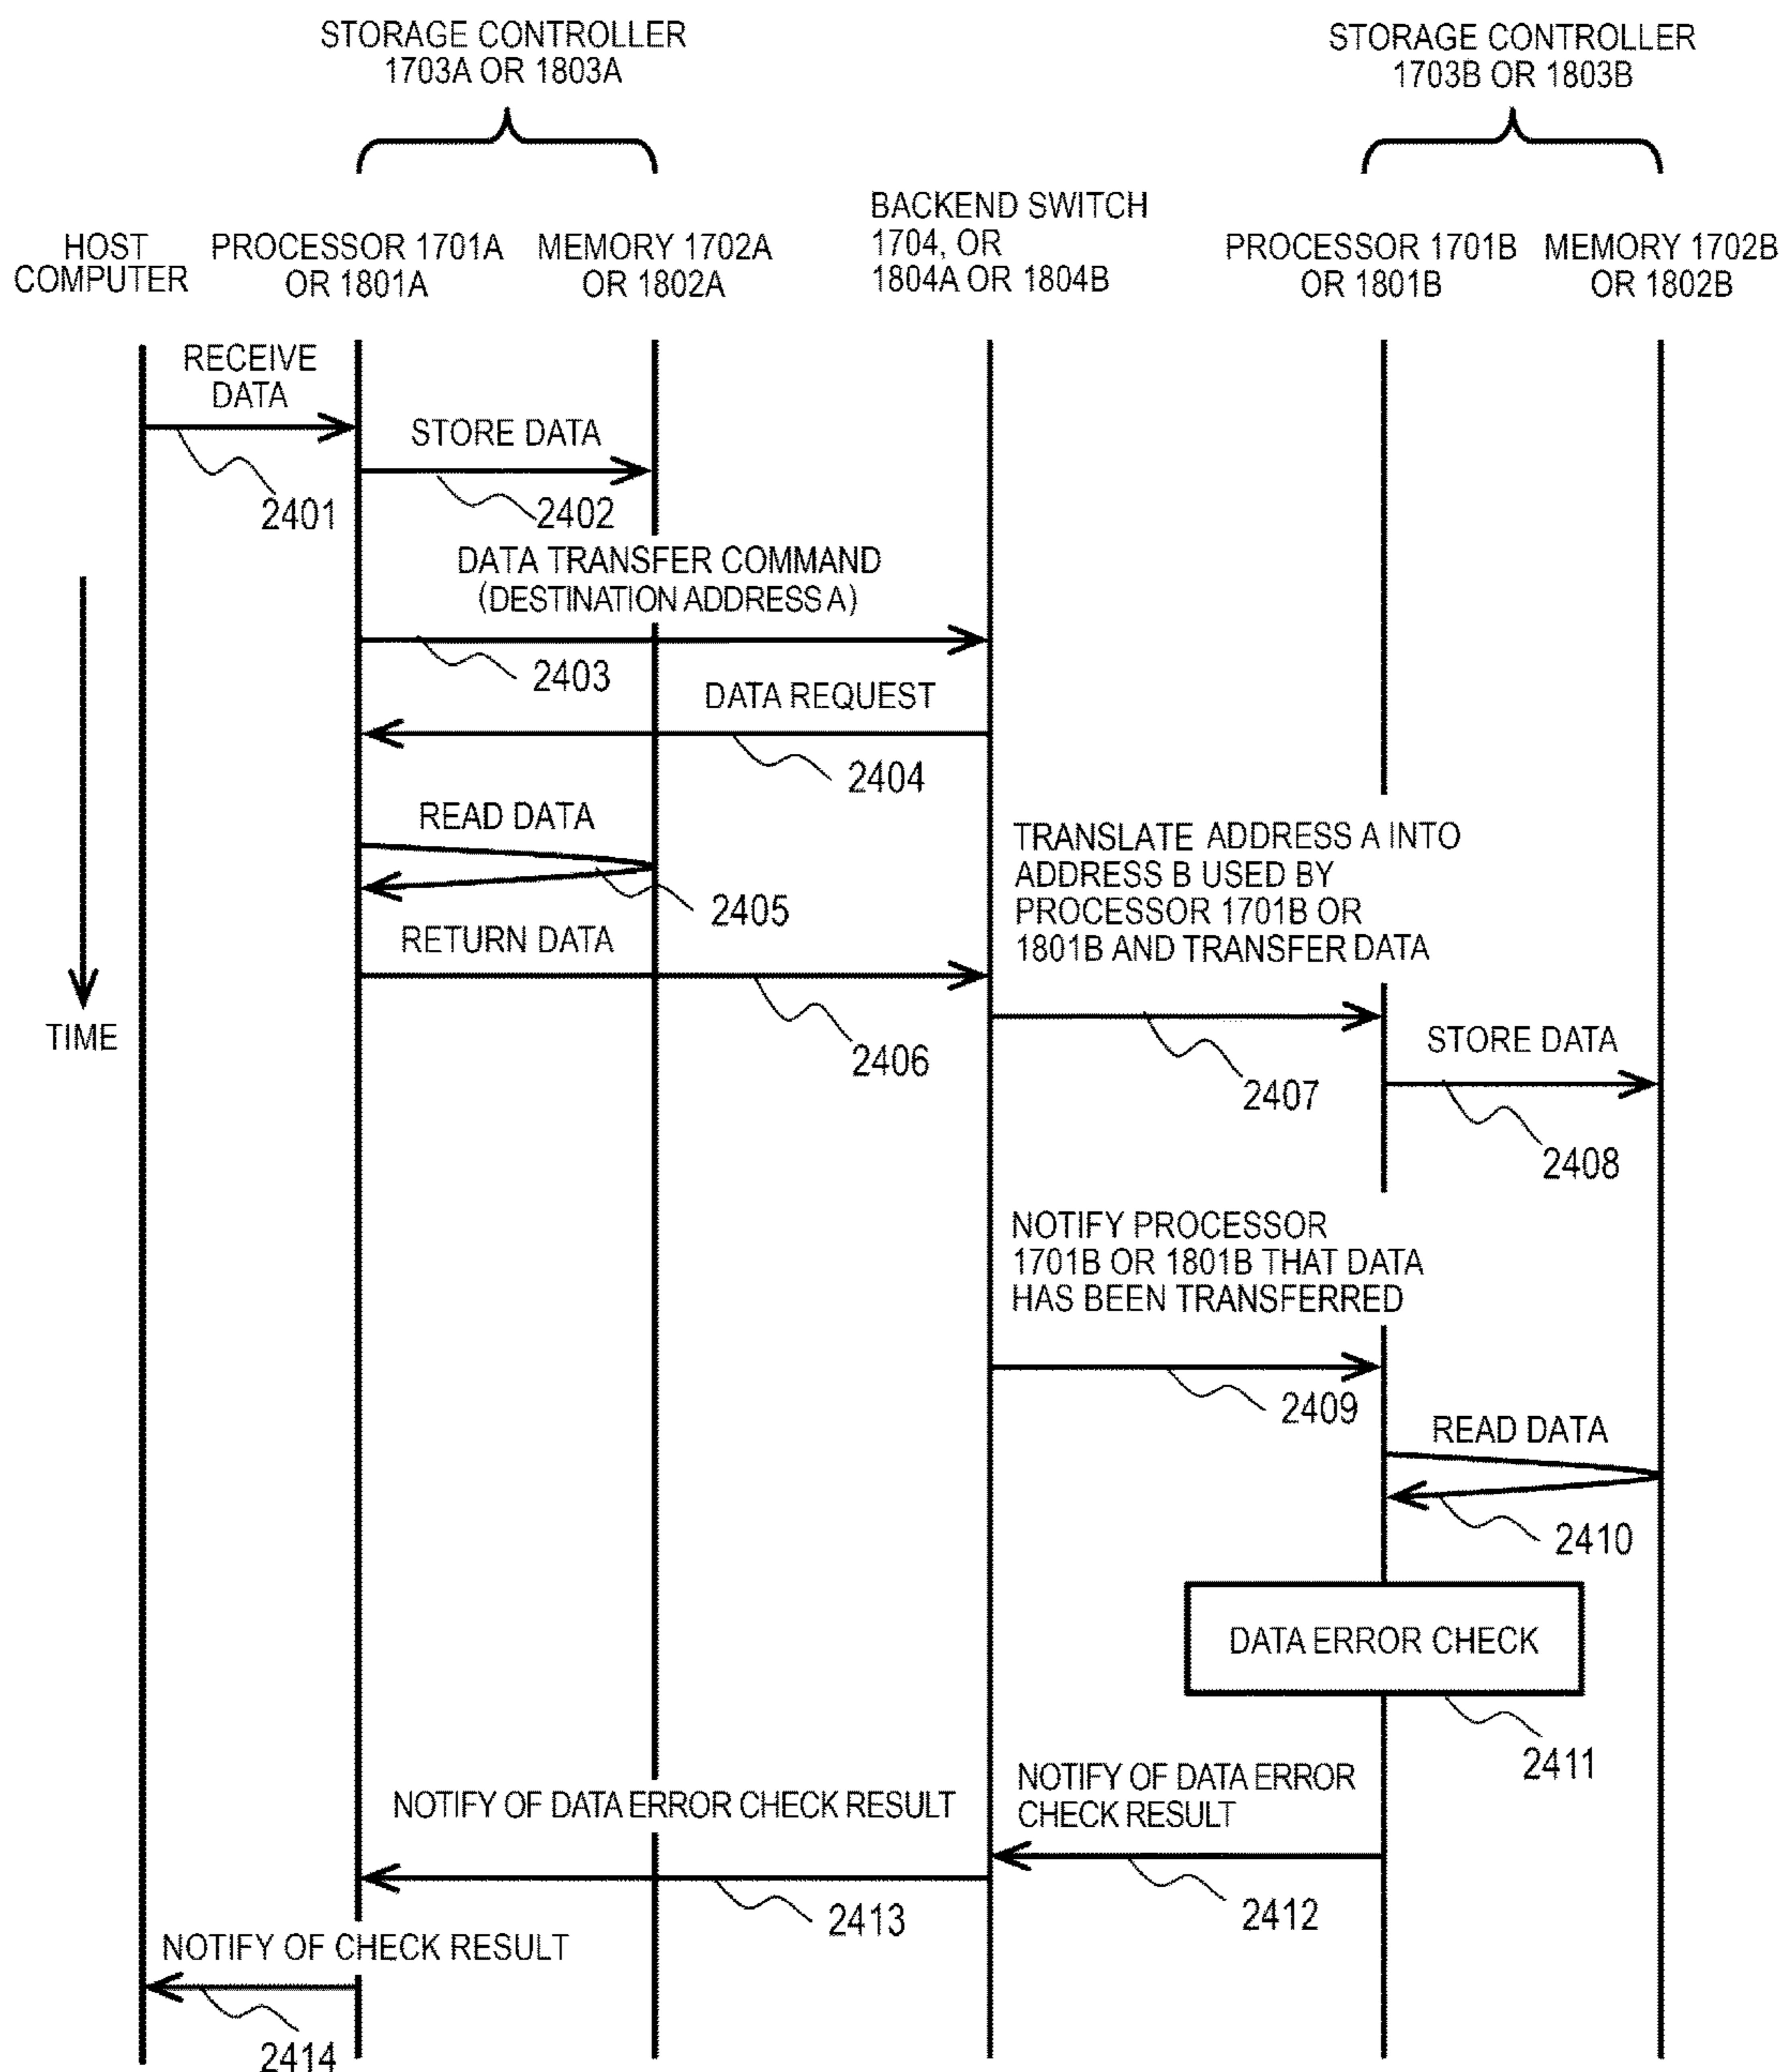 STORAGE CONTROLLER
1703A OR 1803A
STORAGE CONTROLLER
1703B OR 1803B
HOST
COMPUTER
PROCESSOR 1701A
OR 1801A
MEMORY 1702A
OR 1802A
BACKEND SWITCH
1704, OR
1804A OR 1804B
PROCESSOR 1701B
OR 1801B
MEMORY 1702B
OR 1802B
RECEIVE
DATA
2401
STORE DATA
2402
DATA TRANSFER COMMAND
(DESTINATION ADDRESS A)
2403
DATA REQUEST
2404
READ DATA
2405
TIME
RETURN DATA
2406
TRANSLATE ADDRESS A INTO
ADDRESS B USED BY
PROCESSOR 1701B OR
1801B AND TRANSFER DATA
2407
STORE DATA
2408
NOTIFY PROCESSOR
1701B OR 1801B THAT DATA
HAS BEEN TRANSFERRED
2409
READ DATA
2410
DATA ERROR CHECK
2411
NOTIFY OF DATA ERROR
CHECK RESULT
2412
NOTIFY OF DATA ERROR CHECK RESULT
2413
NOTIFY OF CHECK RESULT
2414